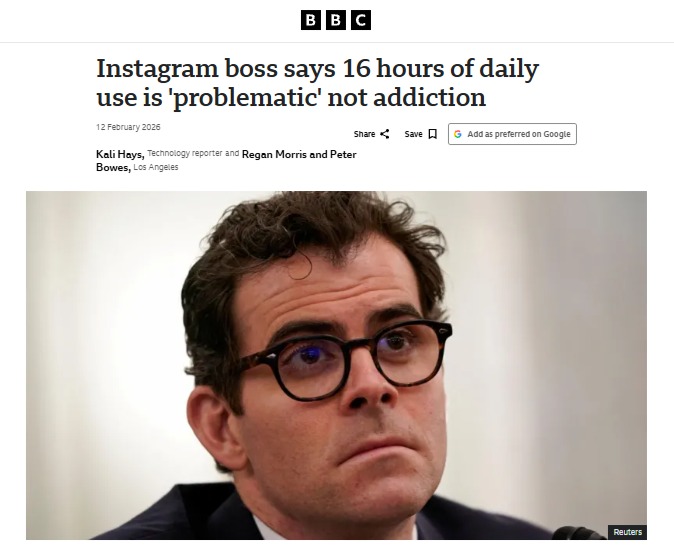 BBC
Instagram boss says 16 hours of daily
use is 'problematic' not addiction
12 February 2026
Share Save Add as preferred on Google
Kali Hays, Technology reporter and Regan Morris and Peter
Bowes, Los Angeles
Reuters